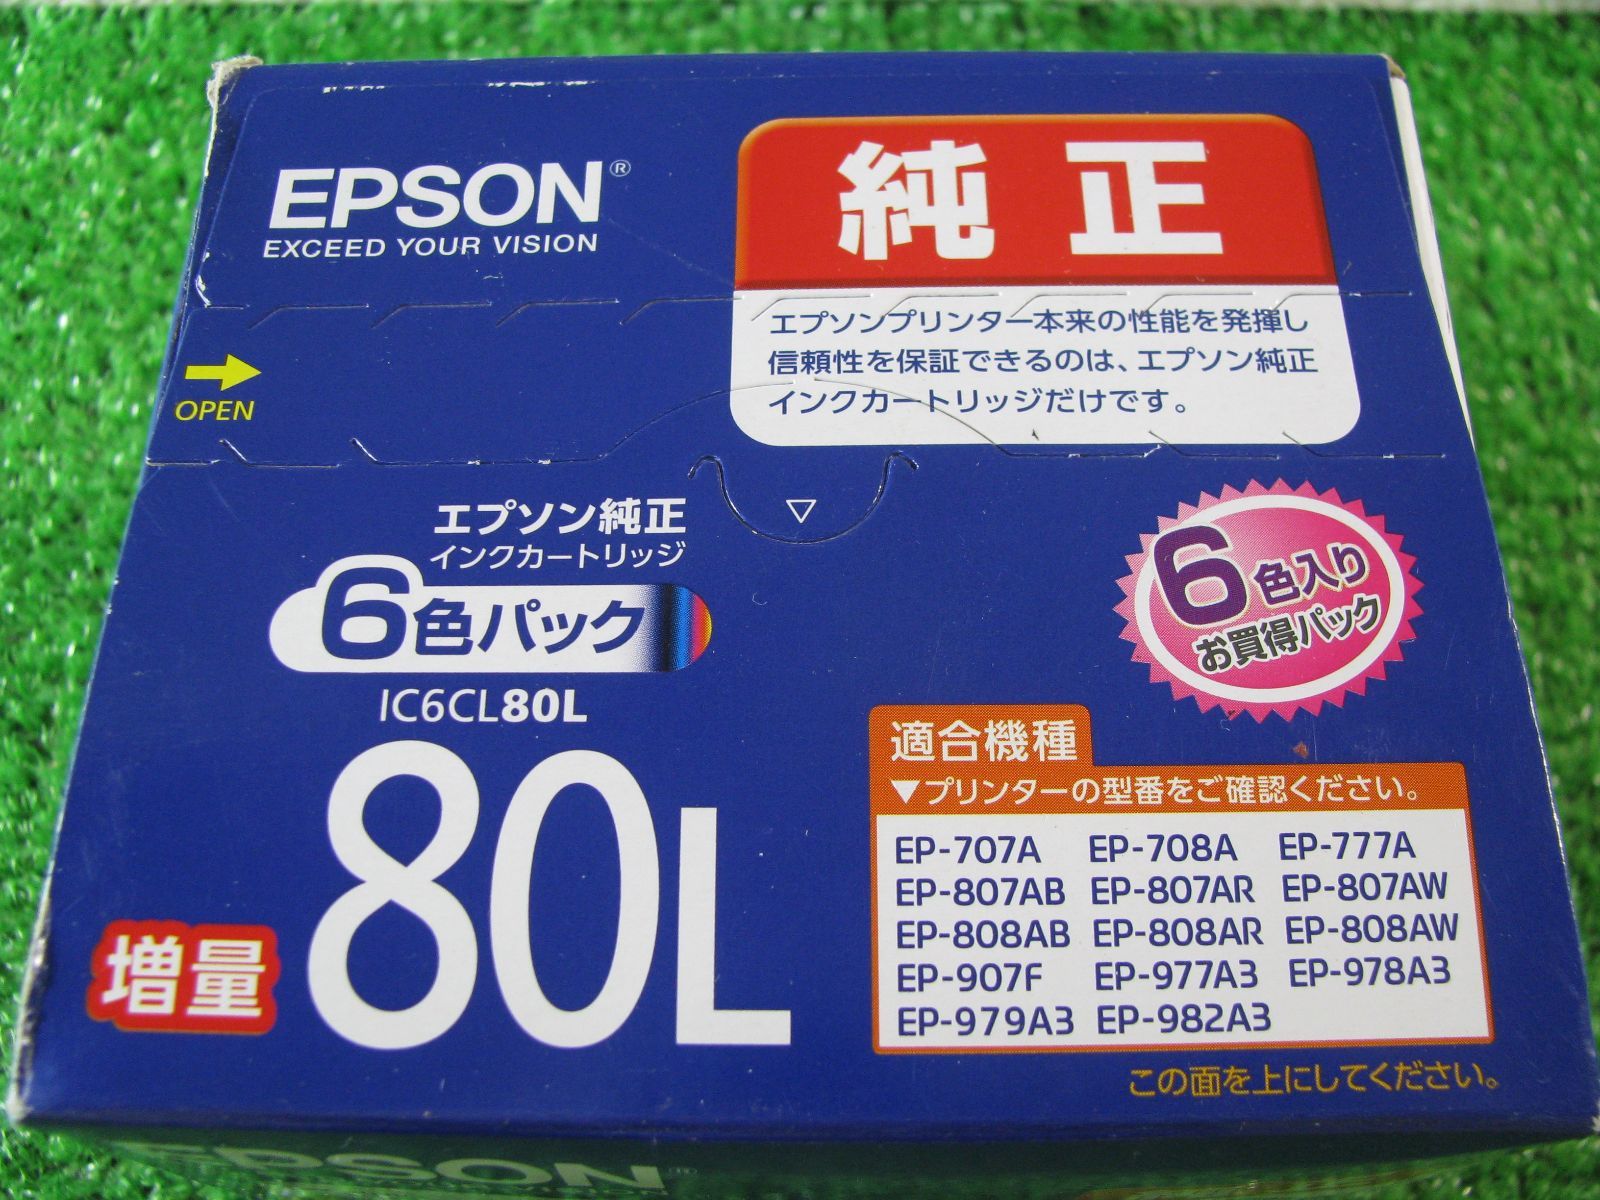 EPSON®
EXCEED YOUR VISION
純正
エプソンプリンター本来の性能を発揮し
信頼性を保証できるのは、エプソン純正
インクカートリッジだけです。
OPEN
エプソン純正
インクカートリッジ
6色パック
IC6CL80L
増量
80L
6色入り
お買得パック
適合機種
▼プリンターの型番をご確認ください。
EP-707A EP-708A EP-777A
EP-807AB EP-807AR EP-807AW
EP-808AB EP-808AR EP-808AW
EP-907F EP-977A3 EP-978A3
EP-979A3 EP-982A3
この面を上にしてください。
EPSON®